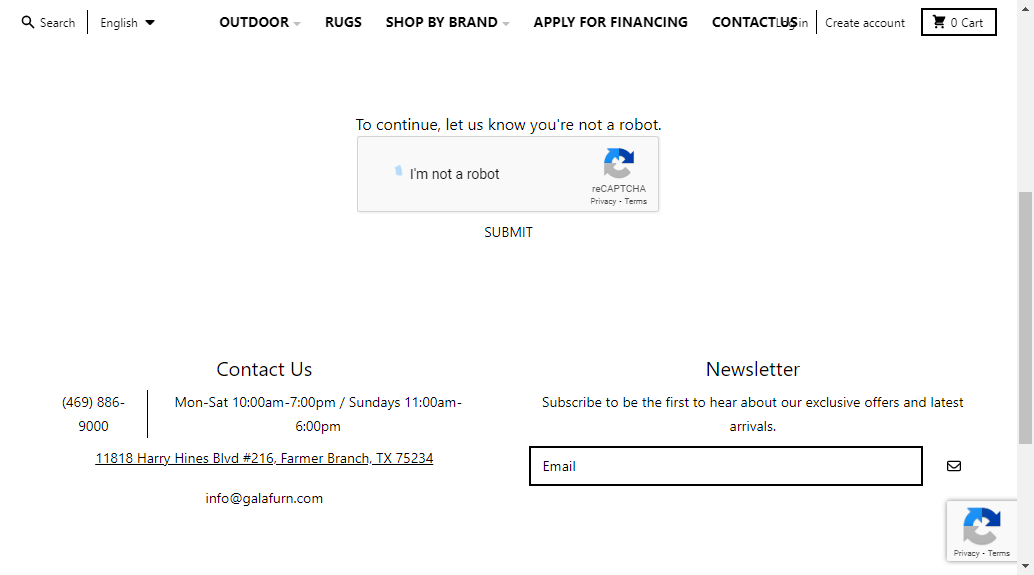 Search
English
OUTDOOR
RUGS
SHOP BY BRAND
APPLY FOR FINANCING
CONTACT US
Log in
Create account
0 Cart
To continue, let us know you're not a robot.
I'm not a robot
reCAPTCHA
Privacy - Terms
SUBMIT
Contact Us
(469) 886-
9000
Mon-Sat 10:00am-7:00pm / Sundays 11:00am-
6:00pm
11818 Harry Hines Blvd #216, Farmer Branch, TX 75234
info@galafurn.com
Newsletter
Subscribe to be the first to hear about our exclusive offers and latest
arrivals.
Email
Privacy - Terms